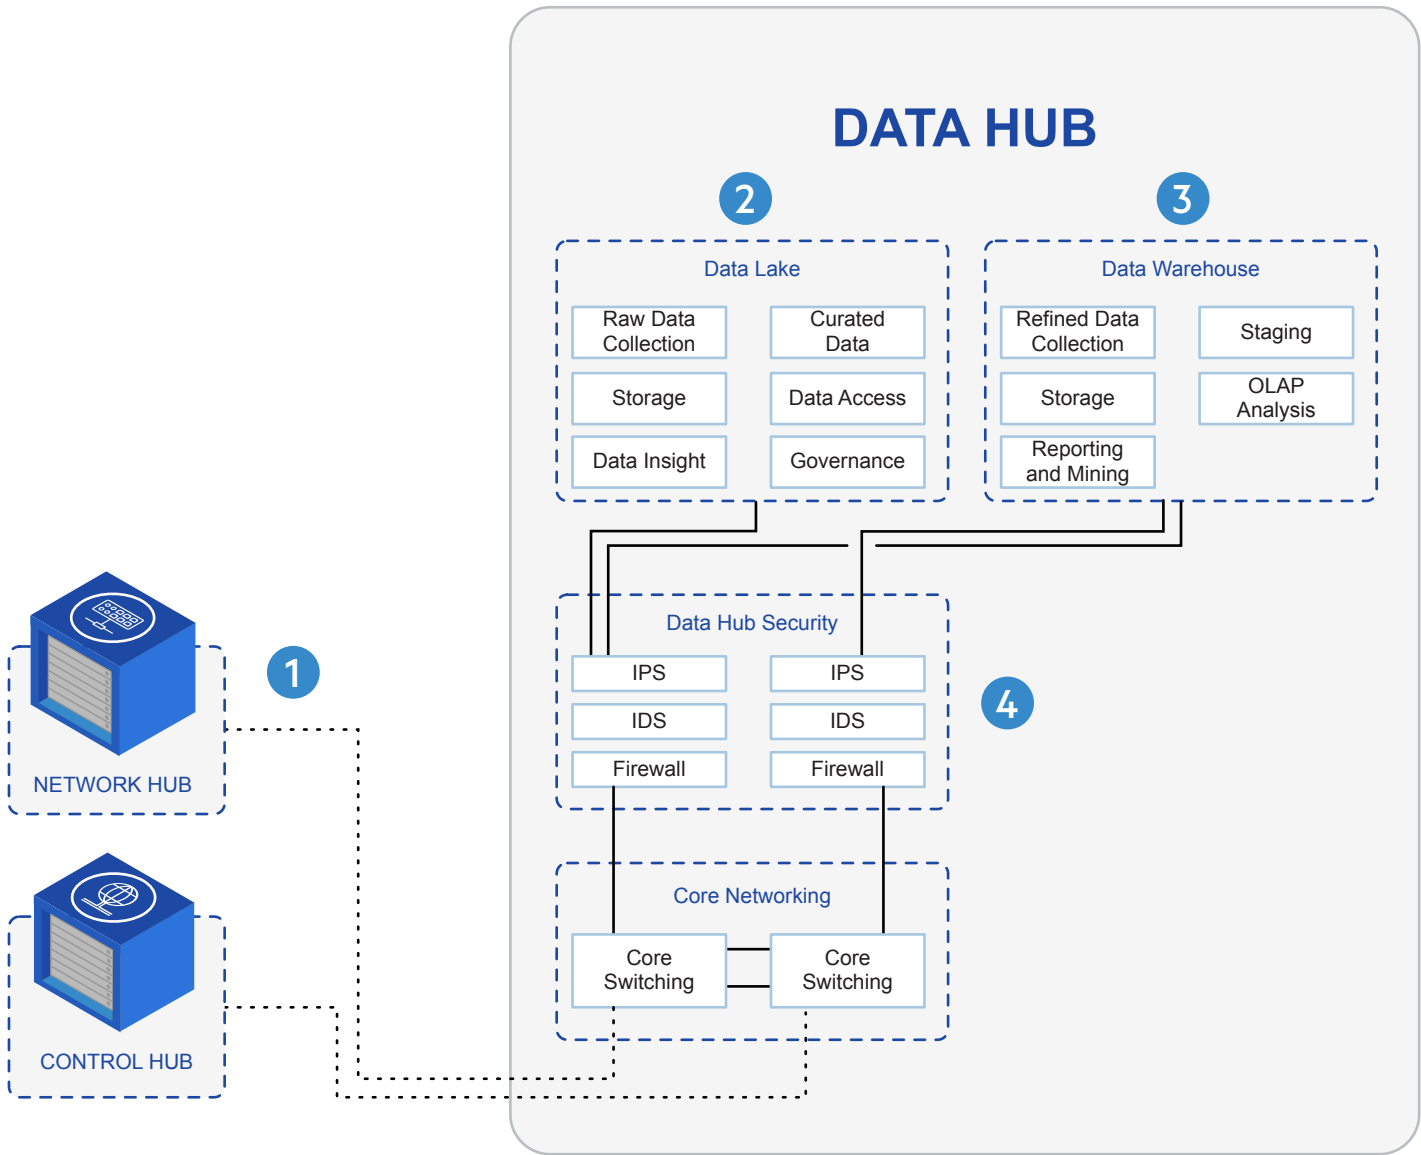 DATA HUB
2
3
Data Lake
Raw Data
Collection
Curated
Data
Storage
Data Access
Data Insight
Governance
Data Warehouse
Refined Data
Collection
Staging
Storage
OLAP
Analysis
Reporting
and Mining
1
NETWORK HUB
CONTROL HUB
Data Hub Security
IPS
IPS
IDS
IDS
Firewall
Firewall
4
Core Networking
Core
Switching
Core
Switching